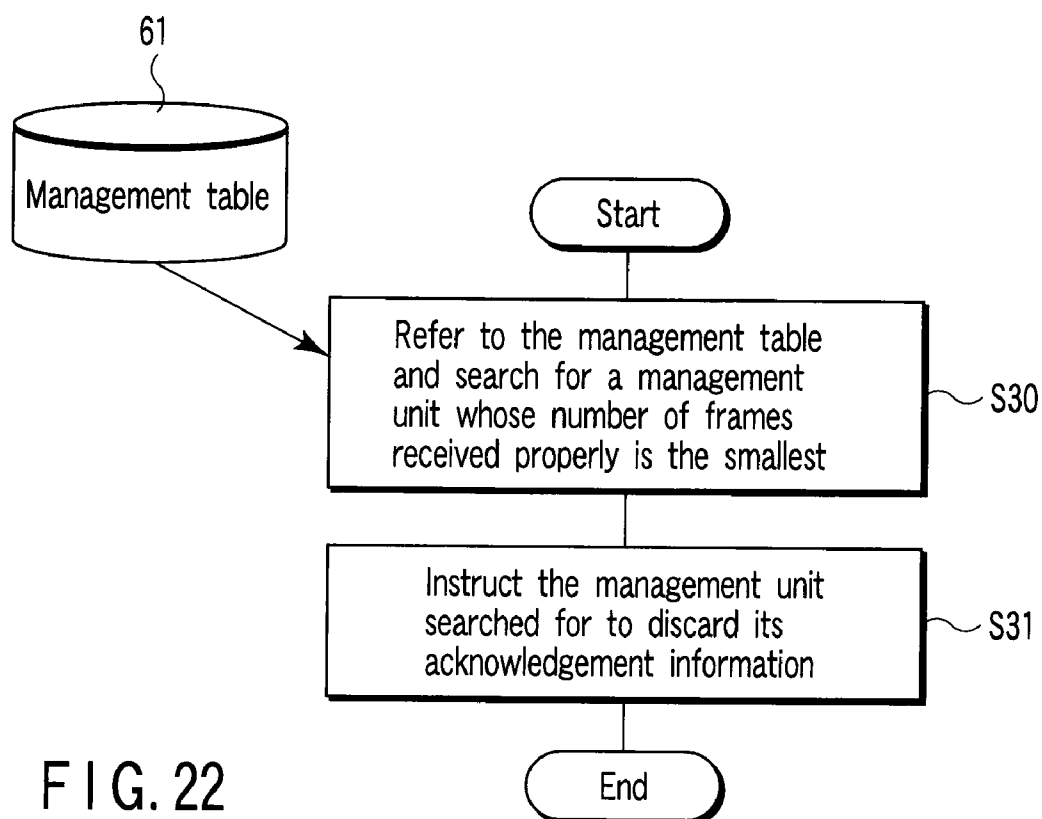 61
Management table
Start
Refer to the management table
and search for a management
unit whose number of frames
received properly is the smallest
S30
Instruct the management unit
searched for to discard its
acknowledgement information
S31
End
FIG. 22